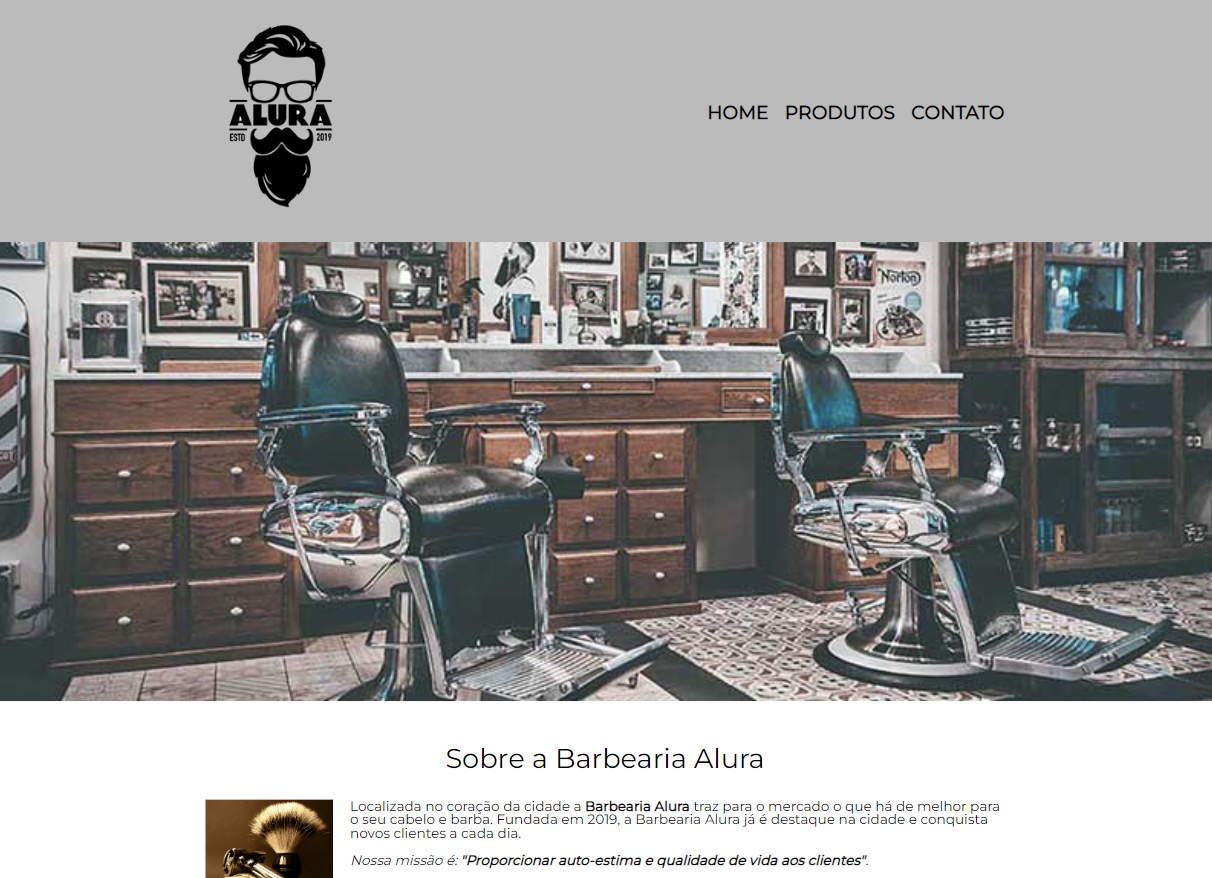 ALURA
ESTD 2019
HOME PRODUTOS CONTATO
Norton
Sobre a Barbearia Alura
Localizada no coração da cidade a Barbearia Alura traz para o mercado o que há de melhor para
o seu cabelo e barba. Fundada em 2019, a Barbearia Alura já é destaque na cidade e conquista
novos clientes a cada dia.
Nossa missão é: "Proporcionar auto-estima e qualidade de vida aos clientes".